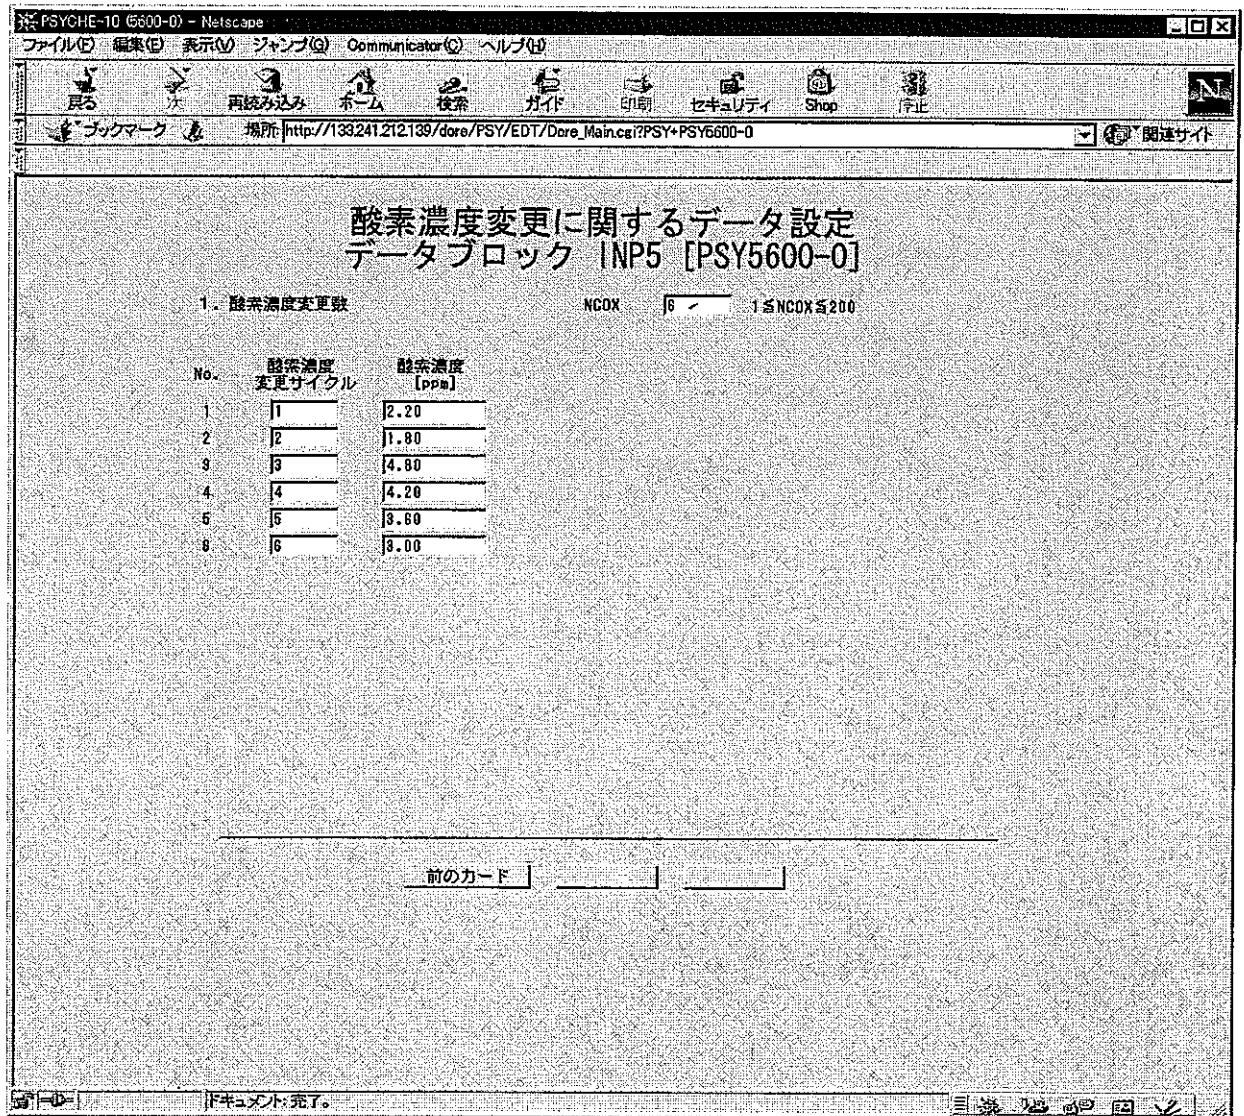 PSYCHE-10 (5600-0) - Netscape
ファイル(F) 編集(E) 表示(V) ジャンプ(G) Communicator(C) ヘルプ(H)
戻る 次 再読み込み ホーム 検索 ガイド 印刷 セキュリティ Shop 停止
N
ブックマーク 場所: http://133.241.212.139/dore/PSY/EDT/Dore_Main.cgi?PSY+PSY5600-0 関連サイト
酸素濃度変更に関するデータ設定
データブロック INP5 [PSY5600-0]
1. 酸素濃度変更数 NCOX 6 1≦NCOX≦200
No. 酸素濃度 酸素濃度
変更サイクル [ppm]
1 1 2.20
2 2 1.80
3 3 4.80
4 4 4.20
5 5 3.60
6 6 3.00
前のカード
ドキュメント: 完了。